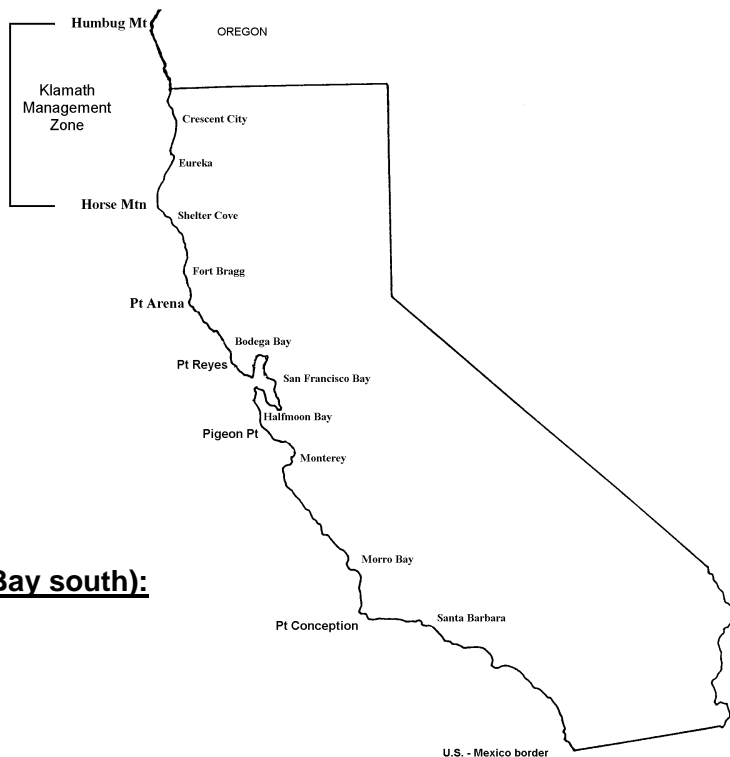 Humbug Mt
OREGON
Klamath
Management
Zone
Crescent City
Eureka
Horse Mtn
Shelter Cove
Fort Bragg
Pt Arena
Bodega Bay
Pt Reyes
San Francisco Bay
Halfmoon Bay
Pigeon Pt
Monterey
Morro Bay
Bay south):
Santa Barbara
Pt Conception
U.S. - Mexico border